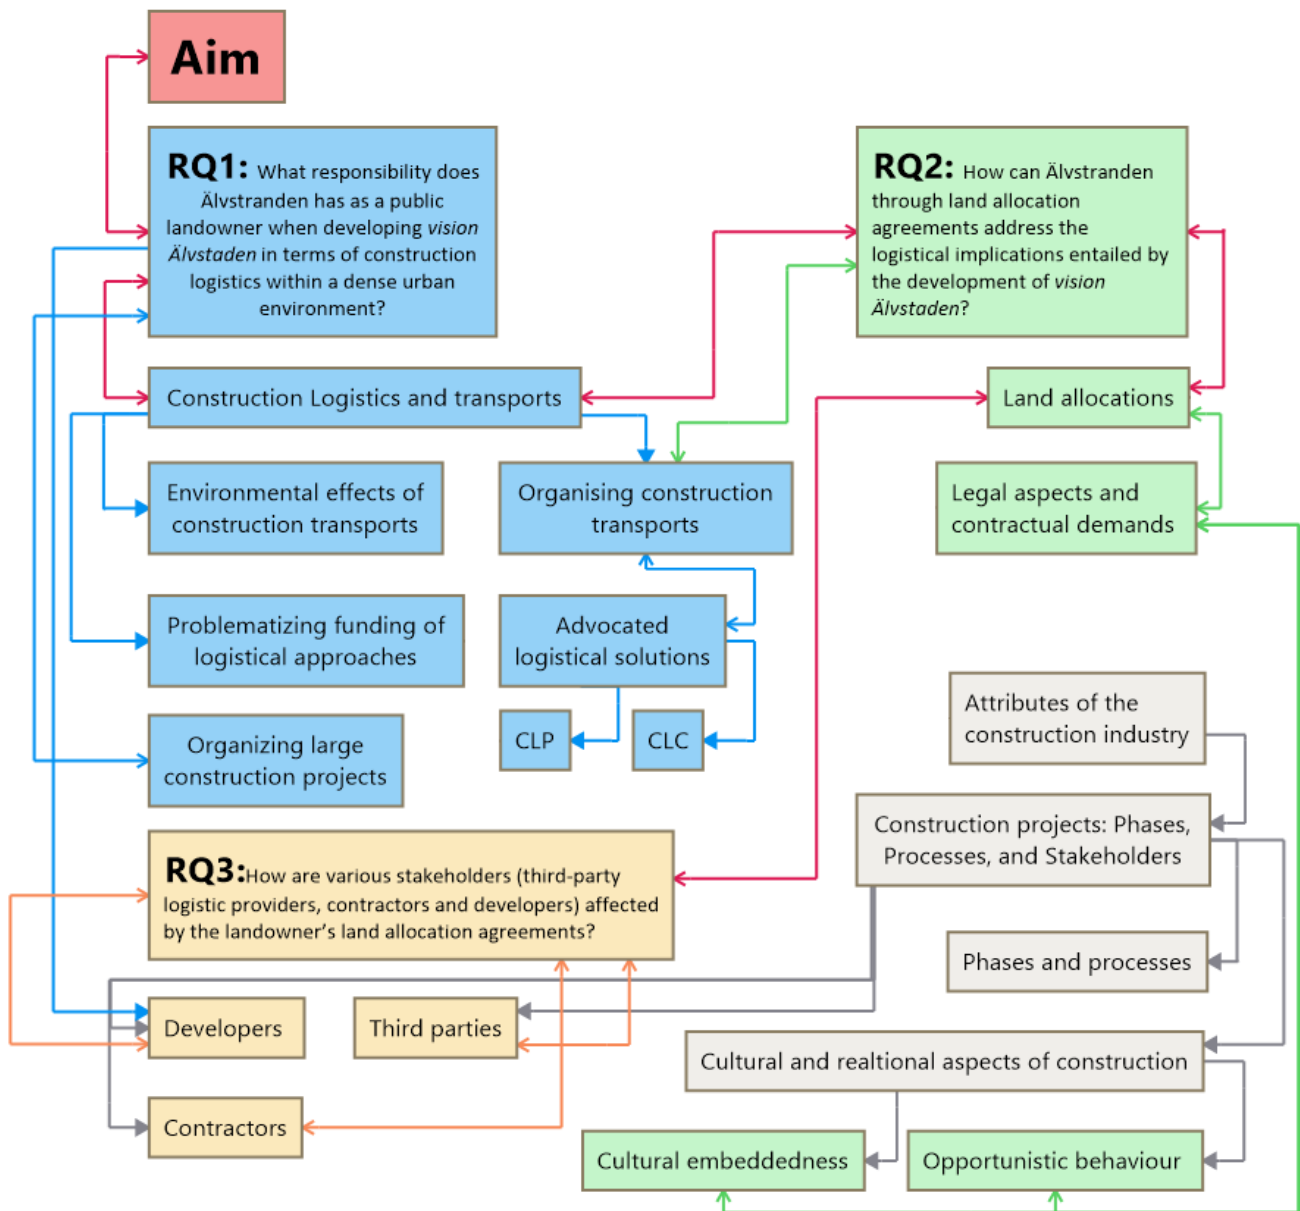 Aim
RQ1: What responsibility does
Älvstranden has as a public
landowner when developing vision
Älvstaden in terms of construction
logistics within a dense urban
environment?
RQ2: How can Älvstranden
through land allocation
agreements address the
logistical implications entailed by
the development of vision
Älvstaden?
Construction Logistics and transports
Land allocations
Environmental effects of
construction transports
Organising construction
transports
Legal aspects and
contractual demands
Problematizing funding of
logistical approaches
Advocated
logistical solutions
CLP
CLC
Organizing large
construction projects
Attributes of the
construction industry
Construction projects: Phases,
Processes, and Stakeholders
RQ3:How are various stakeholders (third-party
logistic providers, contractors and developers) affected
by the landowner's land allocation agreements?
Phases and processes
Developers
Third parties
Cultural and realtional aspects of construction
Contractors
Cultural embeddedness
Opportunistic behaviour